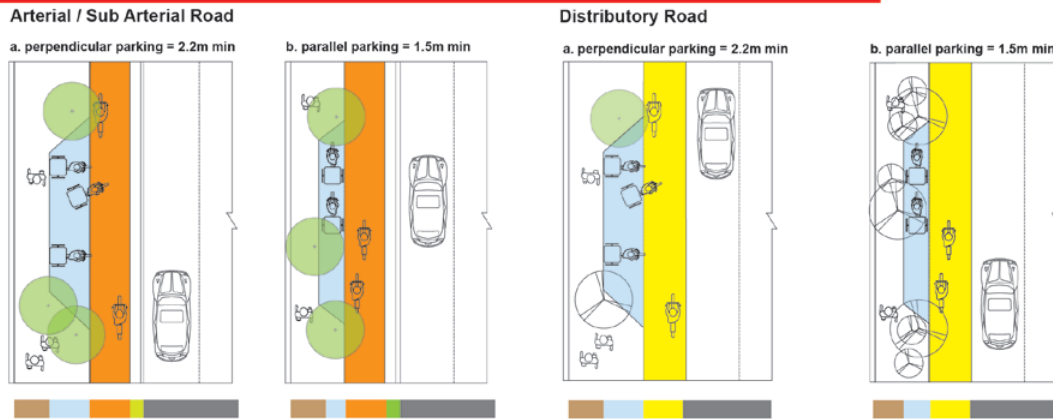 Arterial / Sub Arterial Road
a. perpendicular parking = 2.2m min
b. parallel parking = 1.5m min
Distributory Road
a. perpendicular parking = 2.2m min
b. parallel parking = 1.5m min